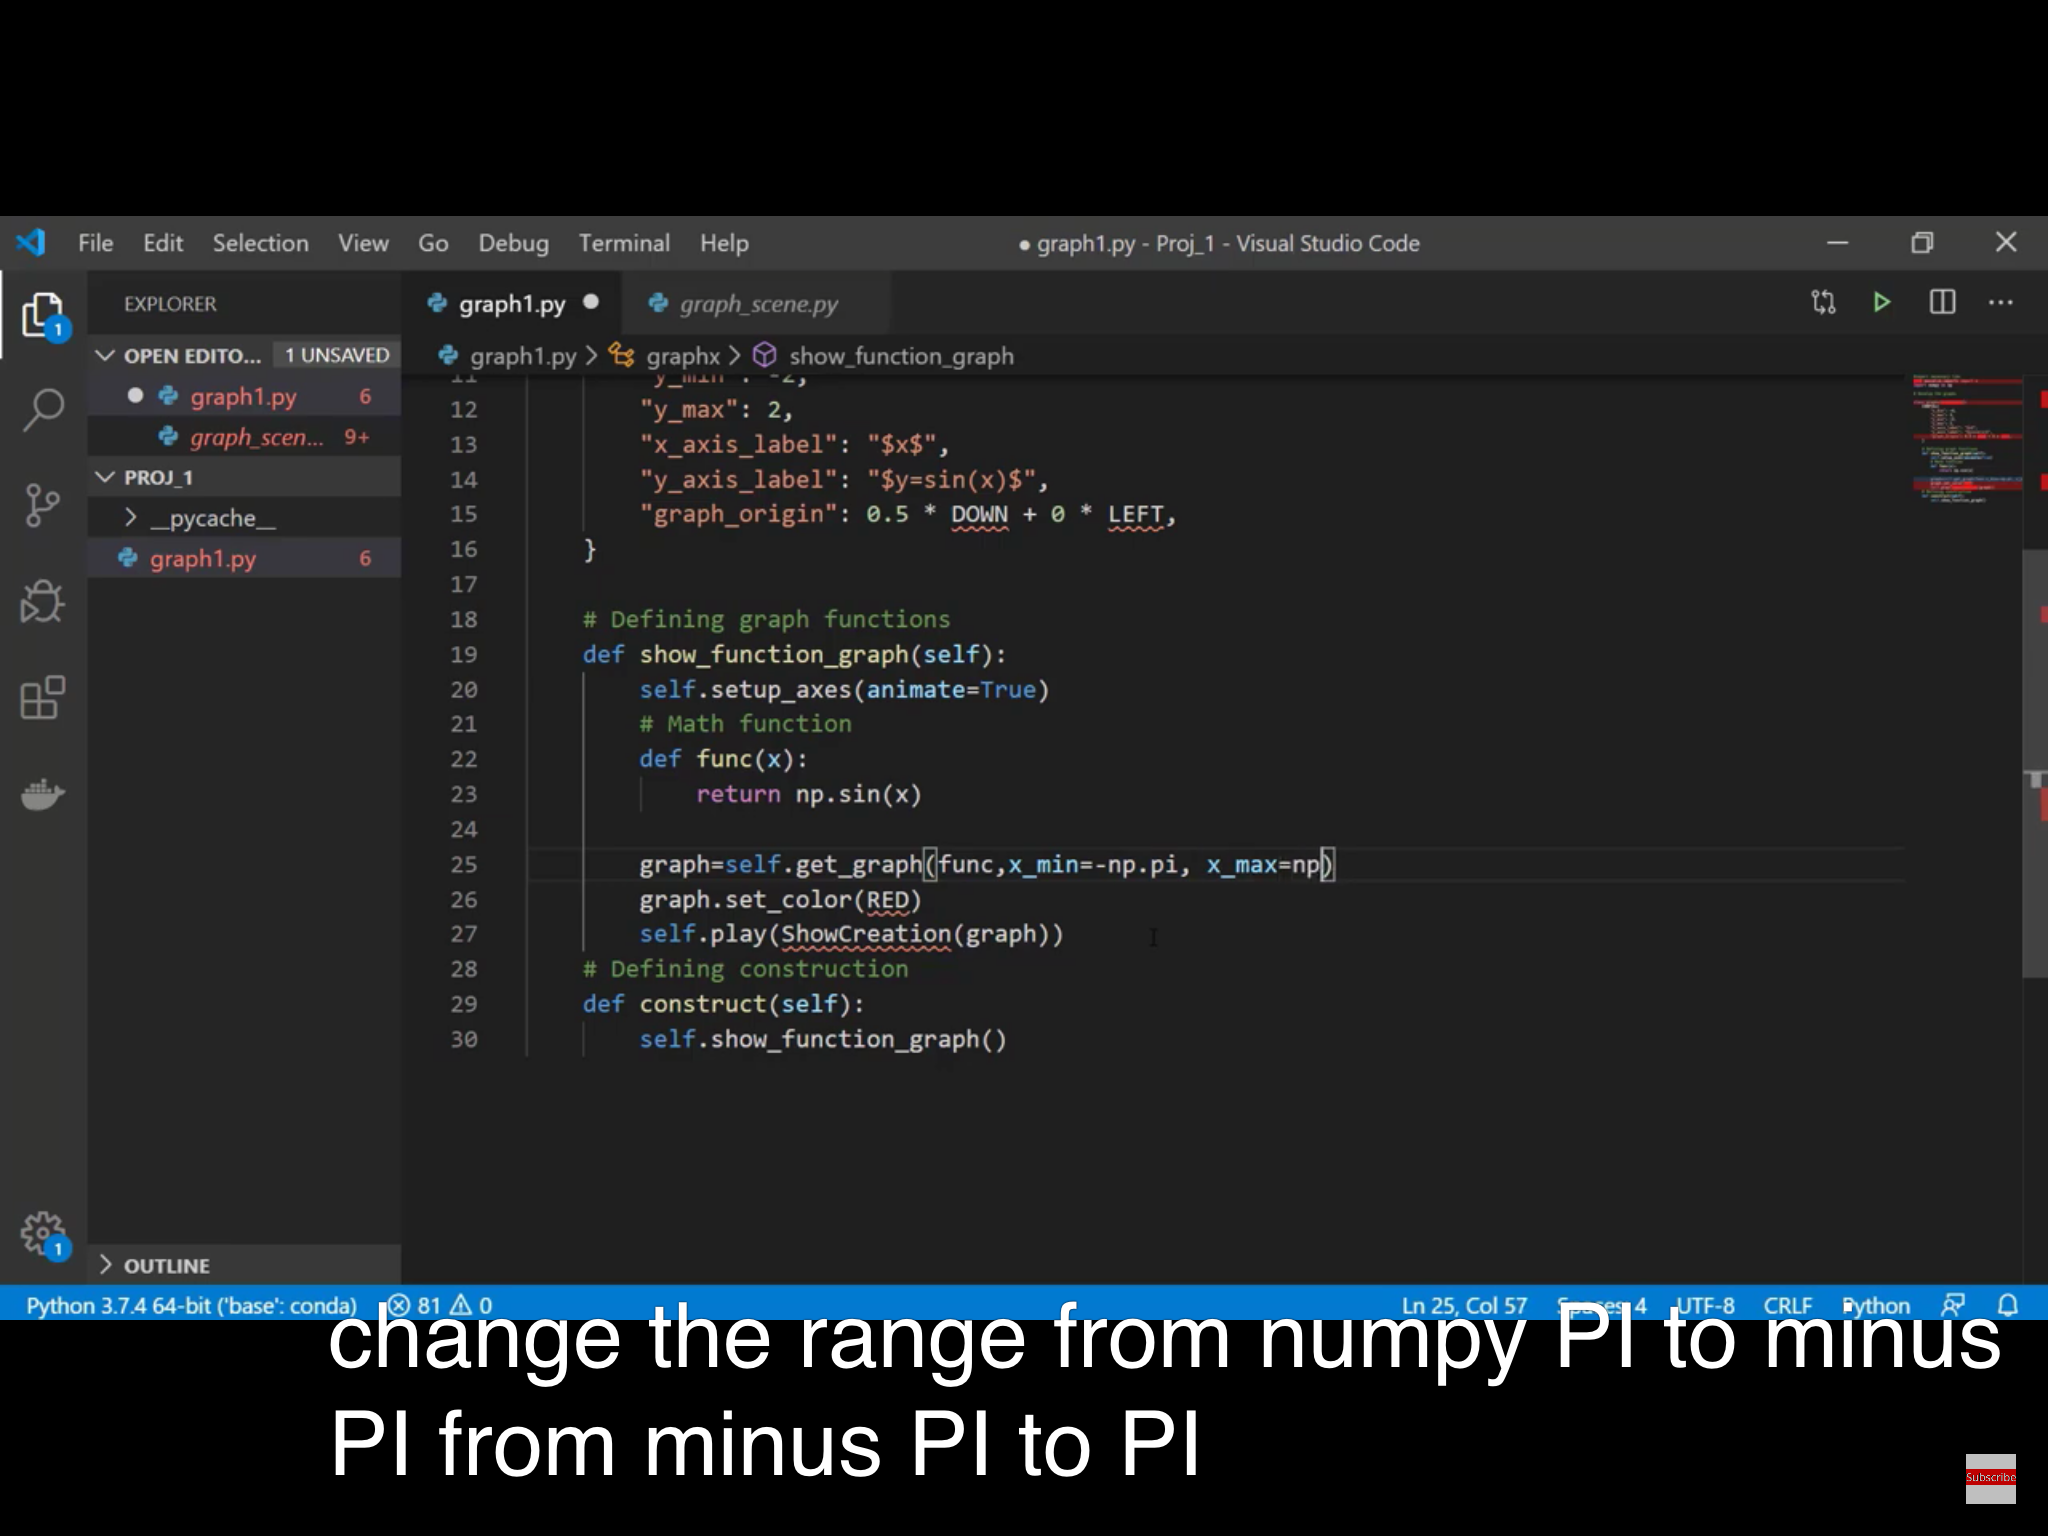 File Edit Selection View Go Debug Terminal Help
● graph1.py - Proj_1 - Visual Studio Code
EXPLORER
graph1.py
graph_scene.py
1
OPEN EDITO... 1 UNSAVED
graph1.py > graphx > show_function_graph
graph1.py 6
graph_scen... 9+
PROJ_1
__pycache__
graph1.py 6
11 "y_min": -2,
12 "y_max": 2,
13 "x_axis_label": "$x$",
14 "y_axis_label": "$y=sin(x)$",
15 "graph_origin": 0.5 * DOWN + 0 * LEFT,
16 }
17
18 # Defining graph functions
19 def show_function_graph(self):
20 self.setup_axes(animate=True)
21 # Math function
22 def func(x):
23 return np.sin(x)
24
25 graph=self.get_graph(func,x_min=-np.pi, x_max=np)
26 graph.set_color(RED)
27 self.play(ShowCreation(graph))
28 # Defining construction
29 def construct(self):
30 self.show_function_graph()
1
OUTLINE
Python 3.7.4 64-bit ('base': conda) 81 0
Ln 25, Col 57 Spaces: 4 UTF-8 CRLF Python
change the range from numpy PI to minus
PI from minus PI to PI
Subscribe